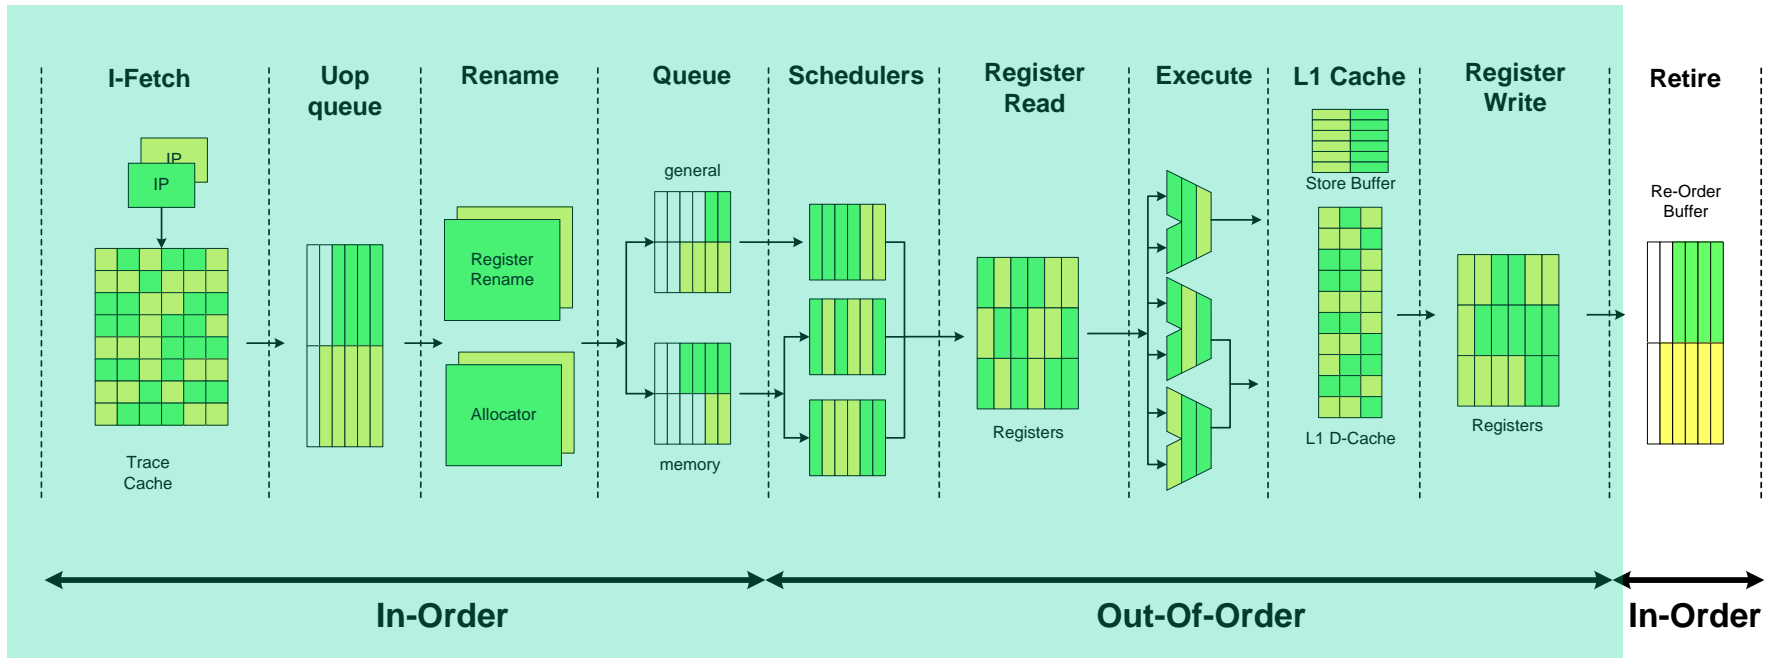 I-Fetch
Uop
queue
Rename
Queue
Schedulers
Register
Read
Execute
L1 Cache
Register
Write
Retire
IP
IP
Trace
Cache
Register
Rename
Allocator
general
memory
Registers
Store Buffer
L1 D-Cache
Registers
Re-Order
Buffer
In-Order
Out-Of-Order
In-Order